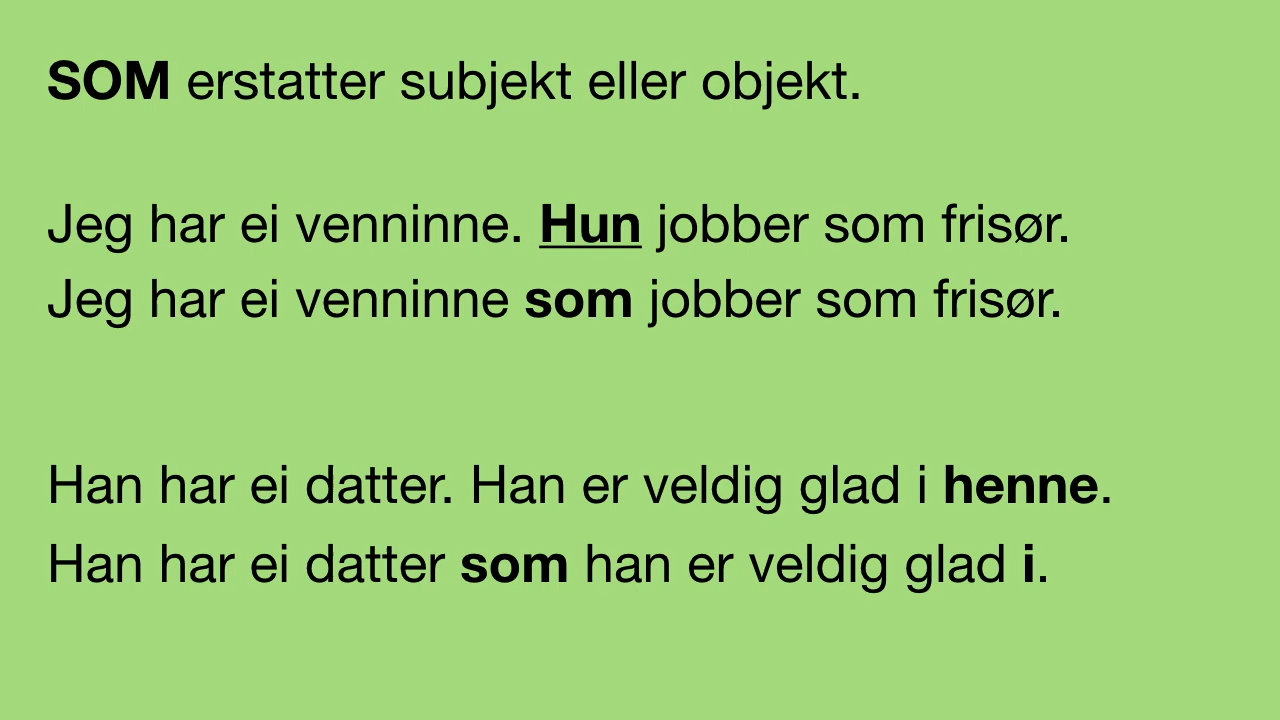 SOM erstatter subjekt eller objekt.
Jeg har ei venninne. Hun jobber som frisør.
Jeg har ei venninne som jobber som frisør.
Han har ei datter. Han er veldig glad i henne.
Han har ei datter som han er veldig glad i.